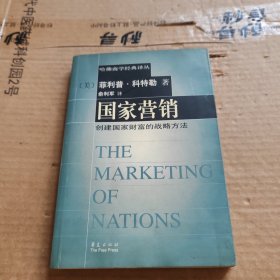 哈佛商学经典译丛
(美) 菲利普·科特勒 著
俞利军 译
国家营销
创建国家财富的战略方法
THE
MARKETING
OF
NATIONS
华夏出版社
The Free Press